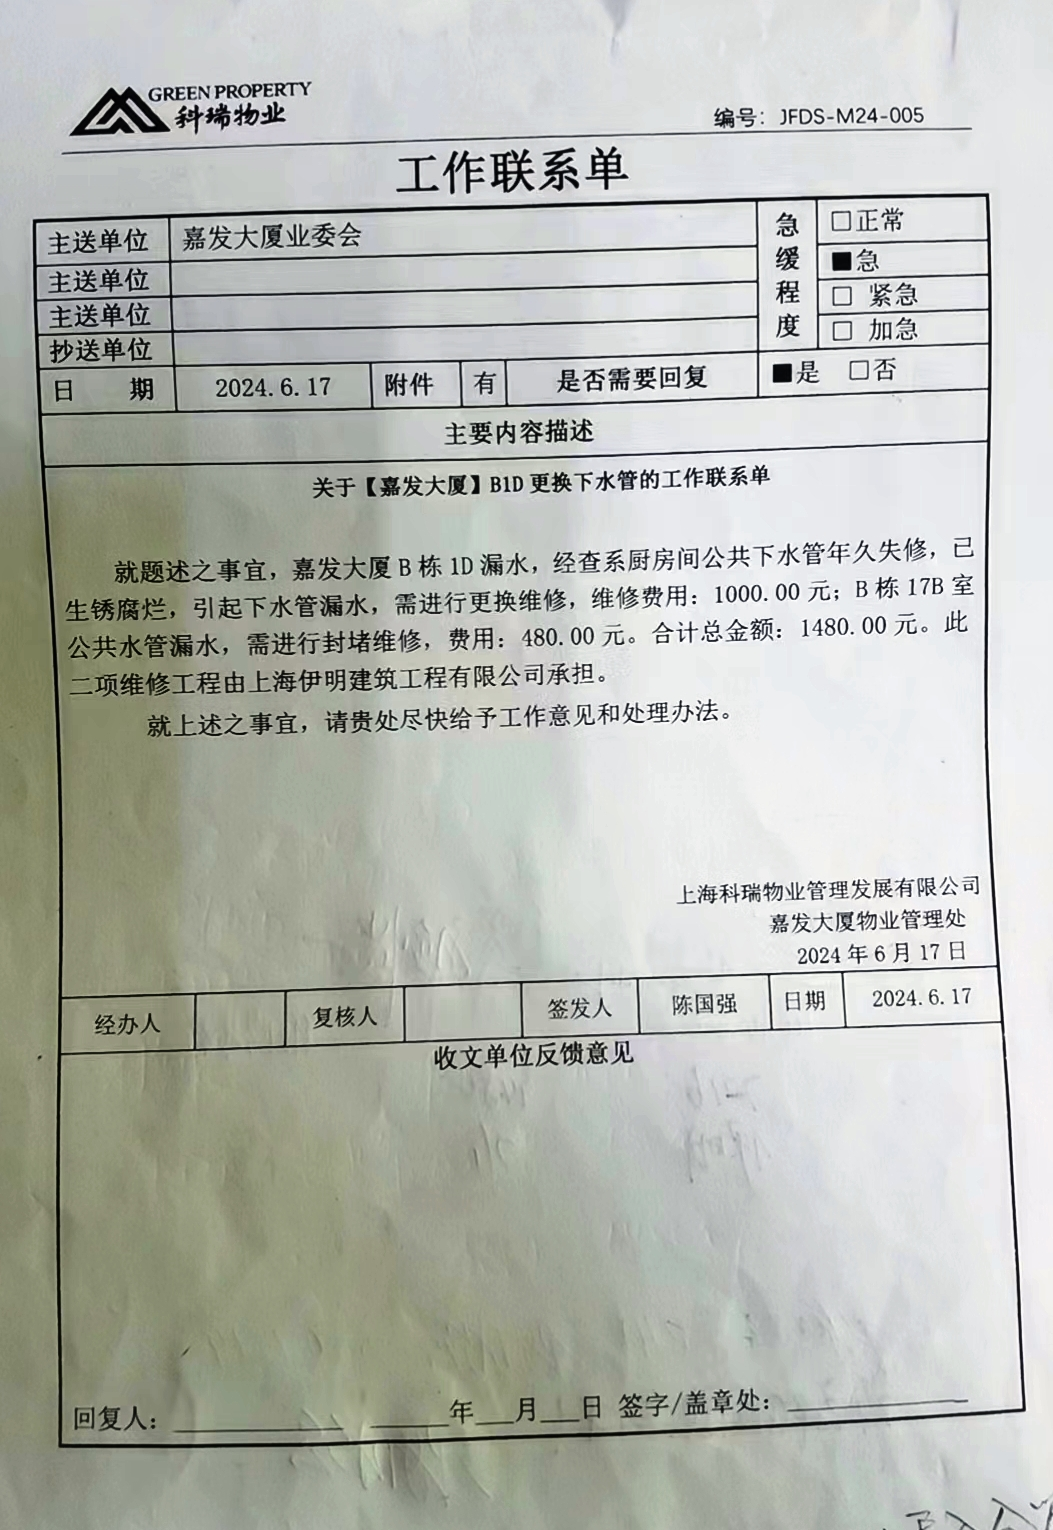 GREEN PROPERTY
科瑞物业
编号：JFDS-M24-005
工作联系单
主送单位 嘉发大厦业委会
主送单位
主送单位
抄送单位
急缓程度
□正常
■急
□ 紧急
□ 加急
日 期 2024.6.17 附件 有 是否需要回复 ■是 □否
主要内容描述
关于【嘉发大厦】B1D更换下水管的工作联系单
就题述之事宜，嘉发大厦B栋1D漏水，经查系厨房间公共下水管年久失修，已
生锈腐烂，引起下水管漏水，需进行更换维修，维修费用：1000.00元；B栋17B室
公共水管漏水，需进行封堵维修，费用：480.00元。合计总金额：1480.00元。此
二项维修工程由上海伊明建筑工程有限公司承担。
就上述之事宜，请贵处尽快给予工作意见和处理办法。
上海科瑞物业管理发展有限公司
嘉发大厦物业管理处
2024年6月17日
经办人 复核人 签发人 陈国强 日期 2024.6.17
收文单位反馈意见
回复人：__________ ______年___月___日 签字/盖章处：______________